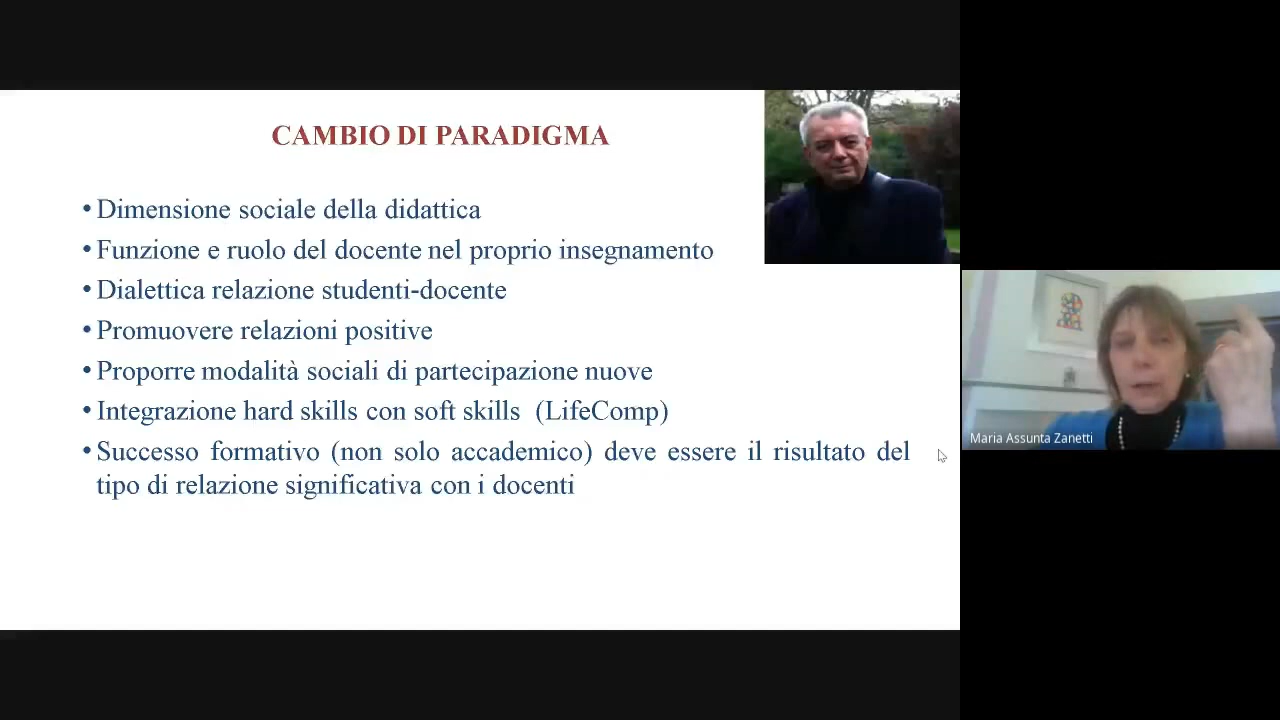 CAMBIO DI PARADIGMA
• Dimensione sociale della didattica
• Funzione e ruolo del docente nel proprio insegnamento
• Dialettica relazione studenti-docente
• Promuovere relazioni positive
• Proporre modalità sociali di partecipazione nuove
• Integrazione hard skills con soft skills (LifeComp)
• Successo formativo (non solo accademico) deve essere il risultato del
tipo di relazione significativa con i docenti
Maria Assunta Zanetti